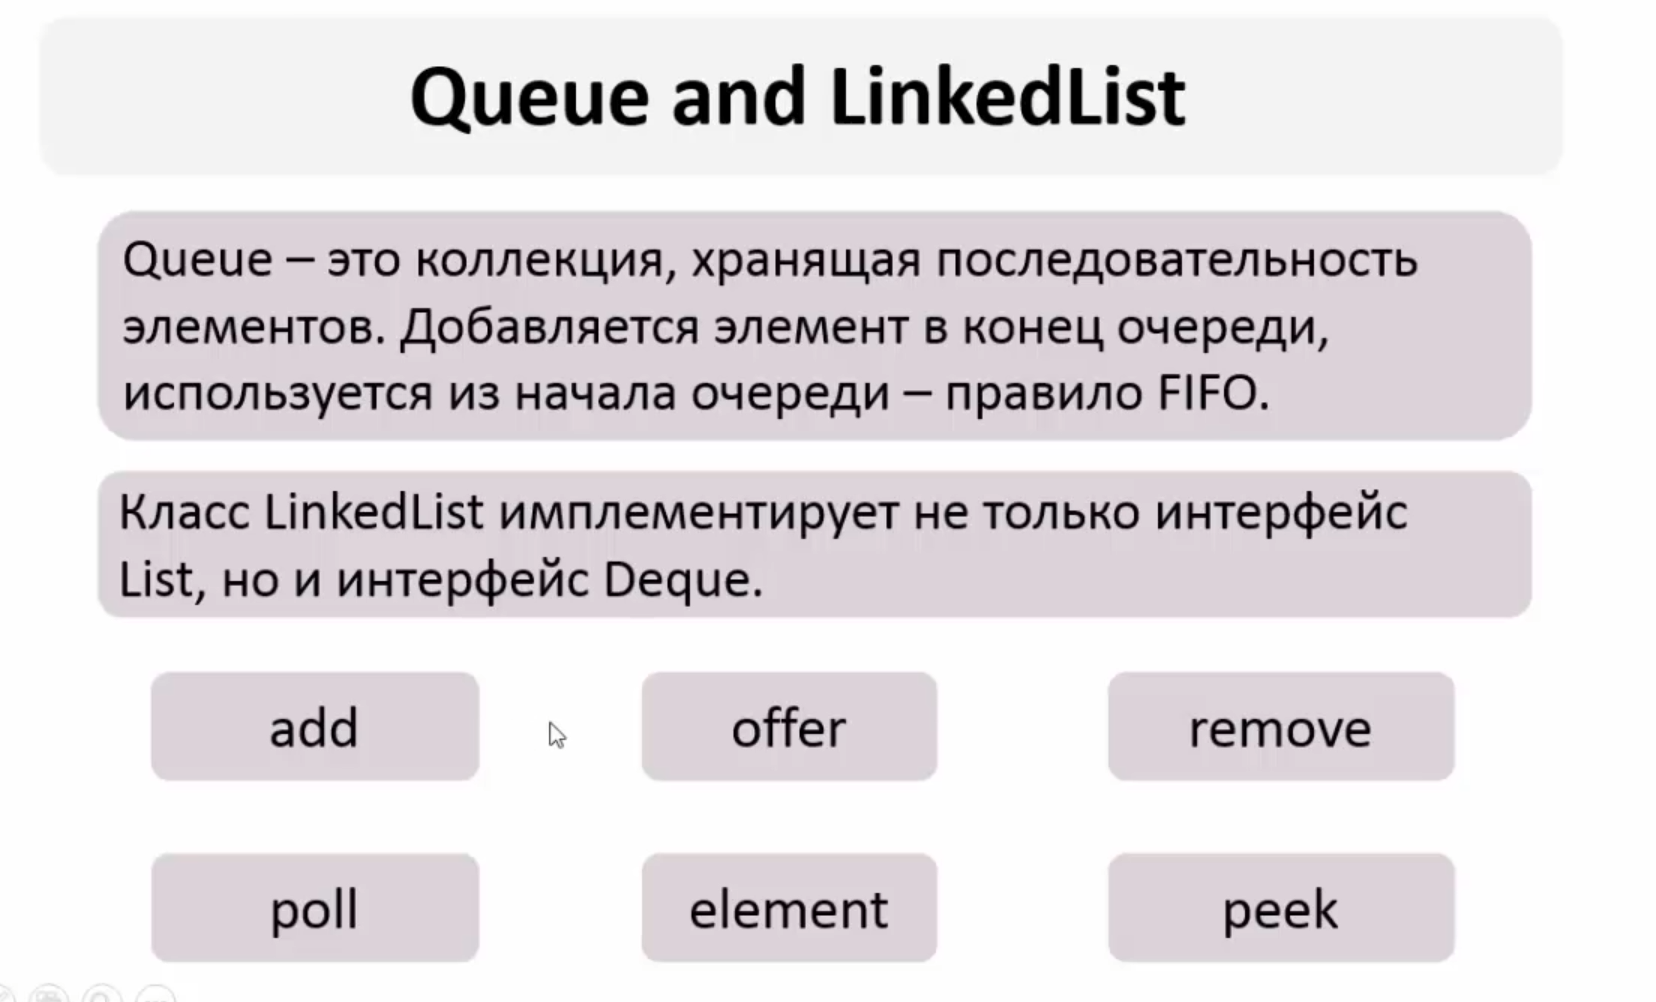 Queue and LinkedList
Queue – это коллекция, хранящая последовательность
элементов. Добавляется элемент в конец очереди,
используется из начала очереди – правило FIFO.
Класс LinkedList имплементирует не только интерфейс
List, но и интерфейс Deque.
add
offer
remove
poll
element
peek